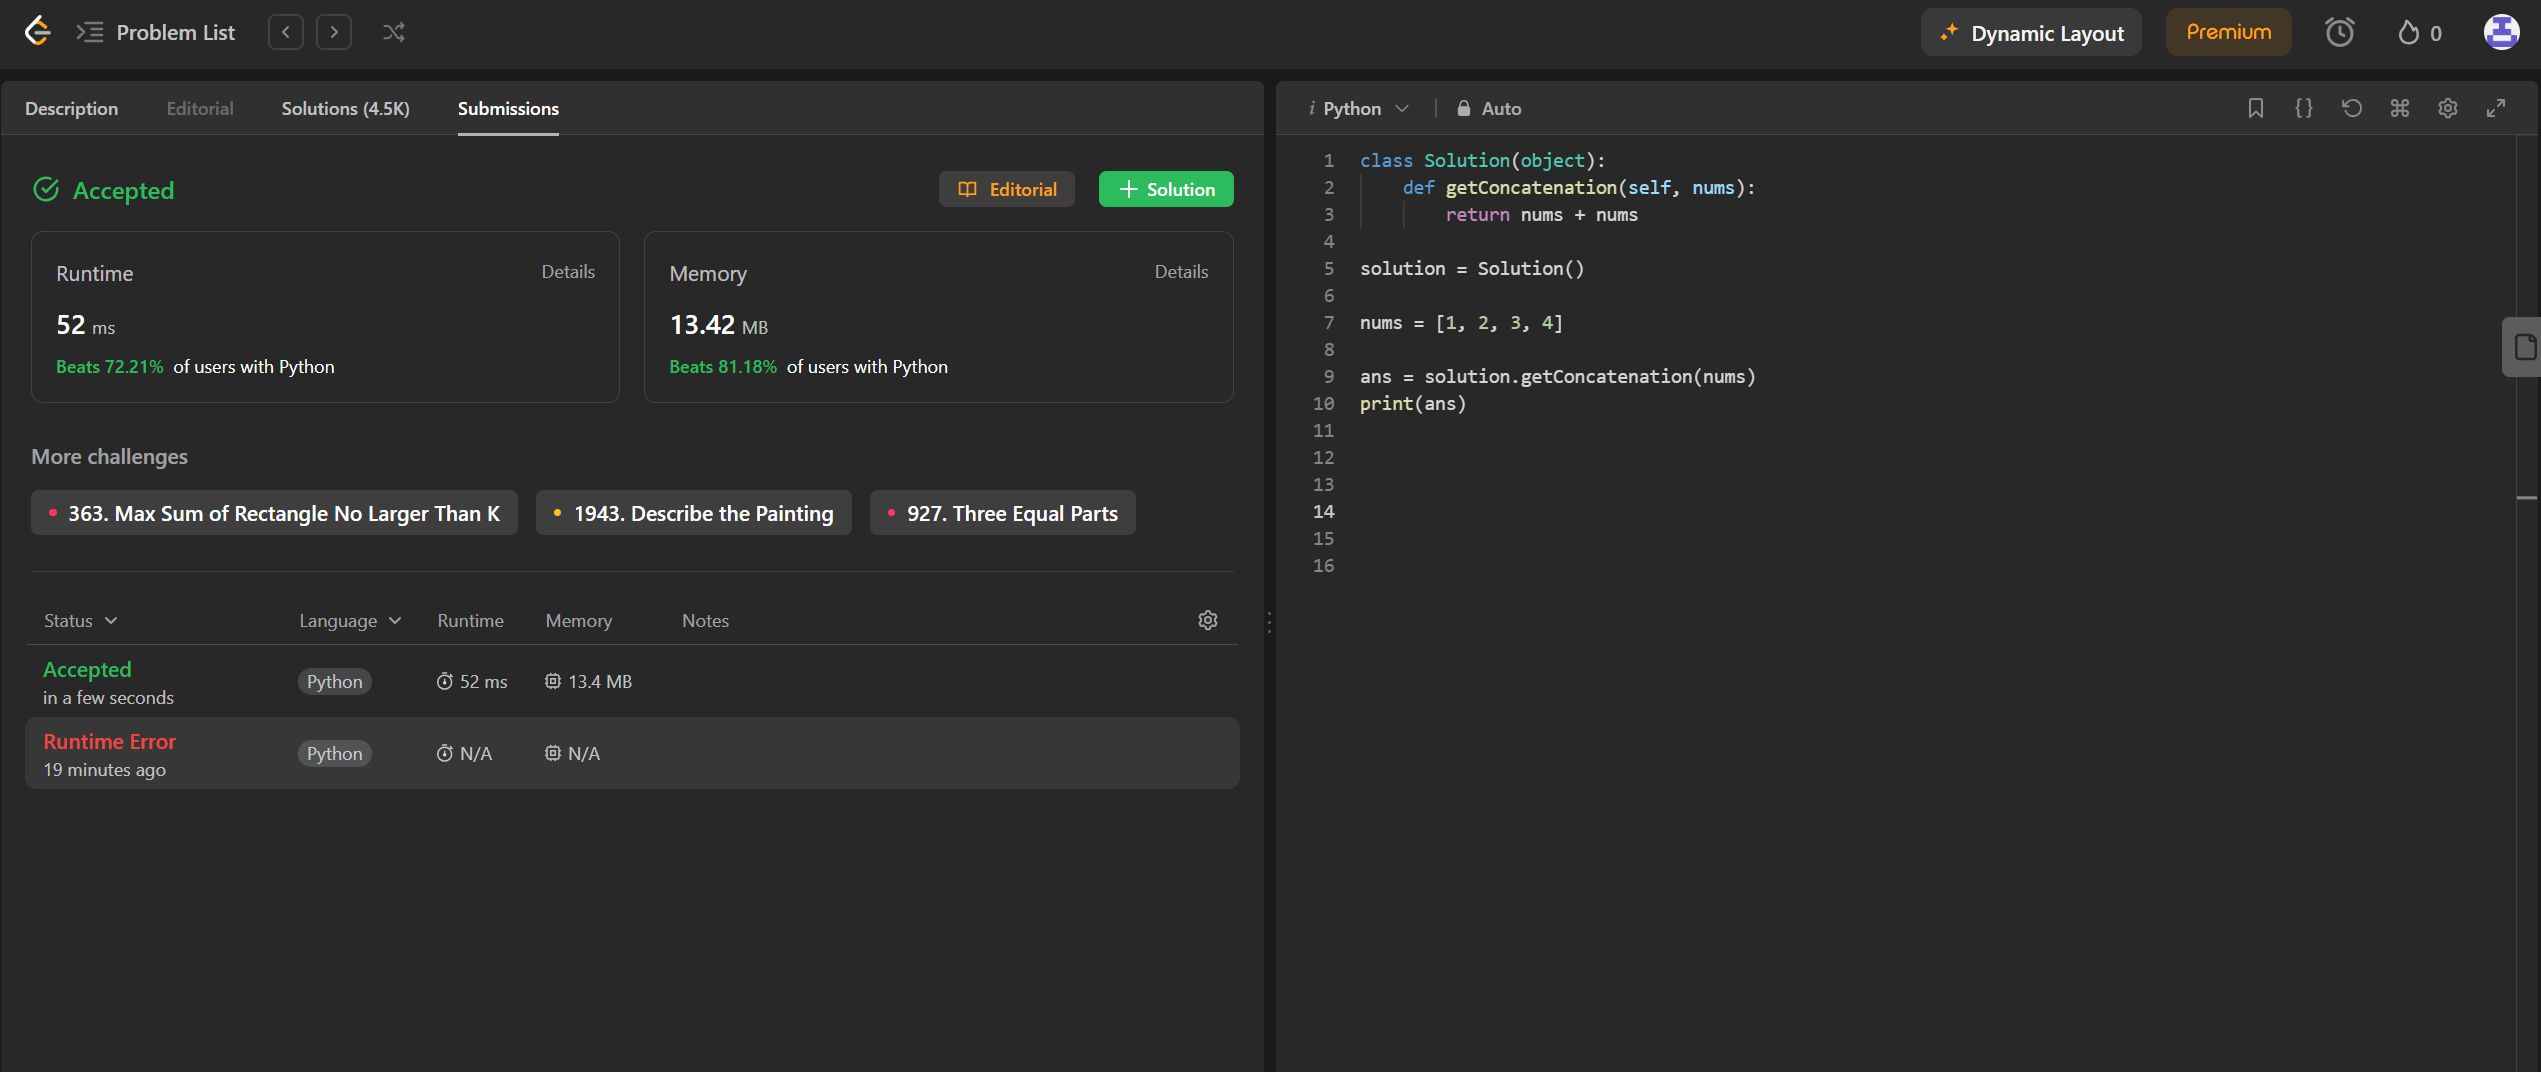 Problem List
Dynamic Layout
Premium
0
Description Editorial Solutions (4.5K) Submissions
Accepted
Editorial
Solution
Runtime Details
52 ms
Beats 72.21% of users with Python
Memory Details
13.42 MB
Beats 81.18% of users with Python
More challenges
363. Max Sum of Rectangle No Larger Than K
1943. Describe the Painting
927. Three Equal Parts
Status Language Runtime Memory Notes
Accepted
in a few seconds
Python 52 ms 13.4 MB
Runtime Error
19 minutes ago
Python N/A N/A
i Python Auto
1 class Solution(object):
2     def getConcatenation(self, nums):
3         return nums + nums
4
5 solution = Solution()
6
7 nums = [1, 2, 3, 4]
8
9 ans = solution.getConcatenation(nums)
10 print(ans)
11
12
13
14
15
16